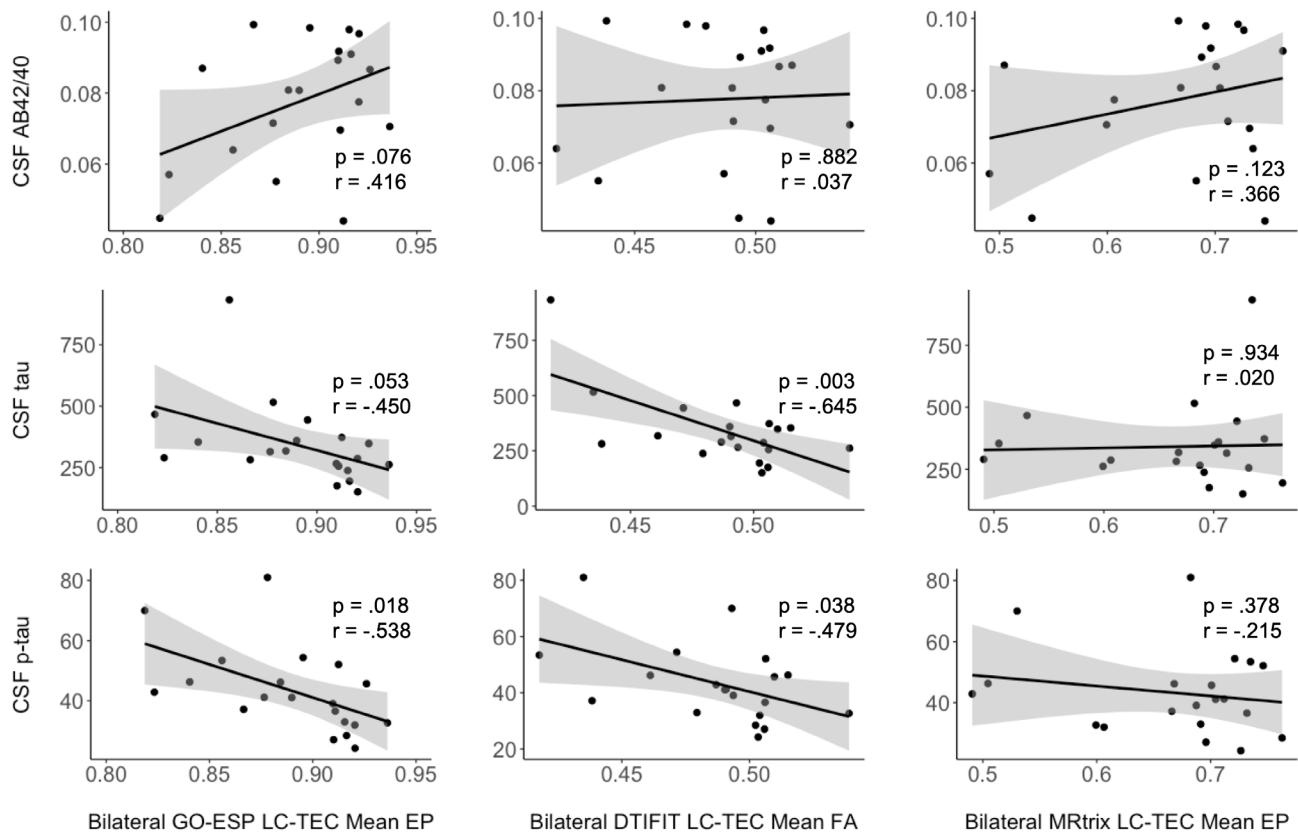 CSF AB42/40
0.10
0.08
0.06
p = .076
r = .416
0.80 0.85 0.90 0.95
0.10
0.08
0.06
p = .882
r = .037
0.45 0.50
0.10
0.08
0.06
p = .123
r = .366
0.5 0.6 0.7
CSF tau
750
500
250
p = .053
r = -.450
0.80 0.85 0.90 0.95
750
500
250
0
p = .003
r = -.645
0.45 0.50
750
500
250
p = .934
r = .020
0.5 0.6 0.7
CSF p-tau
80
60
40
p = .018
r = -.538
0.80 0.85 0.90 0.95
80
60
40
20
p = .038
r = -.479
0.45 0.50
80
60
40
p = .378
r = -.215
0.5 0.6 0.7
Bilateral GO-ESP LC-TEC Mean EP
Bilateral DTIFIT LC-TEC Mean FA
Bilateral MRtrix LC-TEC Mean EP